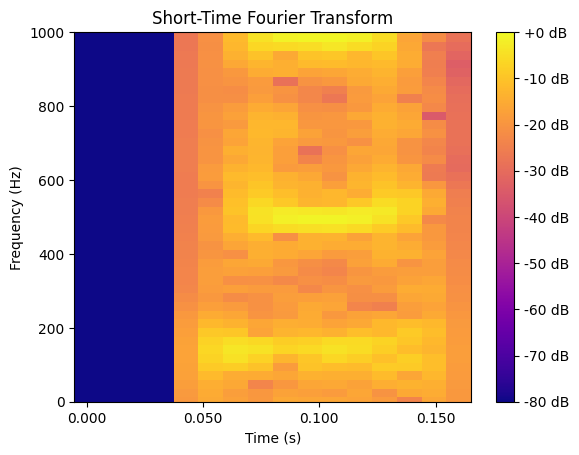 Short-Time Fourier Transform
1000
800
600
400
200
0
Frequency (Hz)
0.000
0.050
0.100
0.150
Time (s)
+0 dB
-10 dB
-20 dB
-30 dB
-40 dB
-50 dB
-60 dB
-70 dB
-80 dB